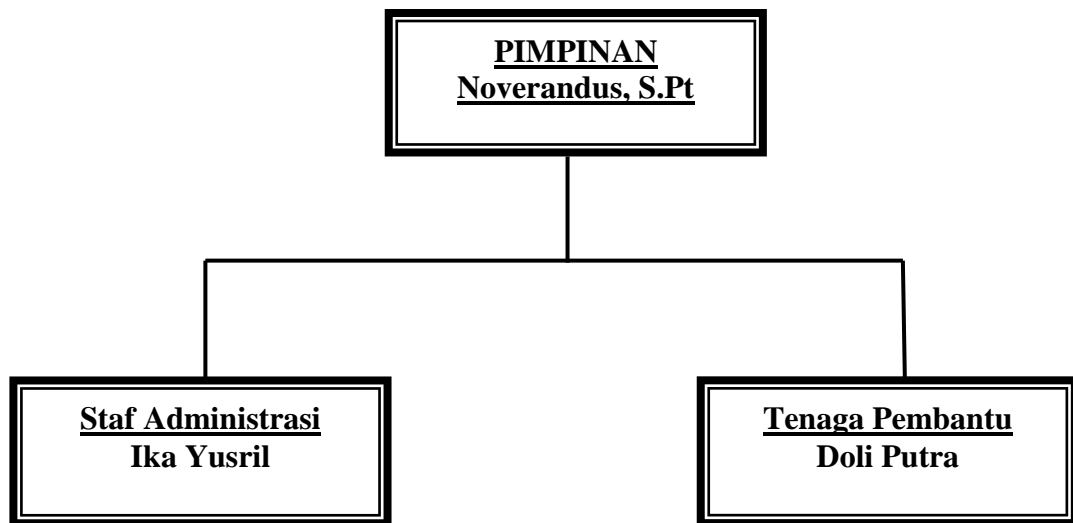 PIMPINAN
Noverandus, S.Pt
Staf Administrasi
Ika Yusril
Tenaga Pembantu
Doli Putra